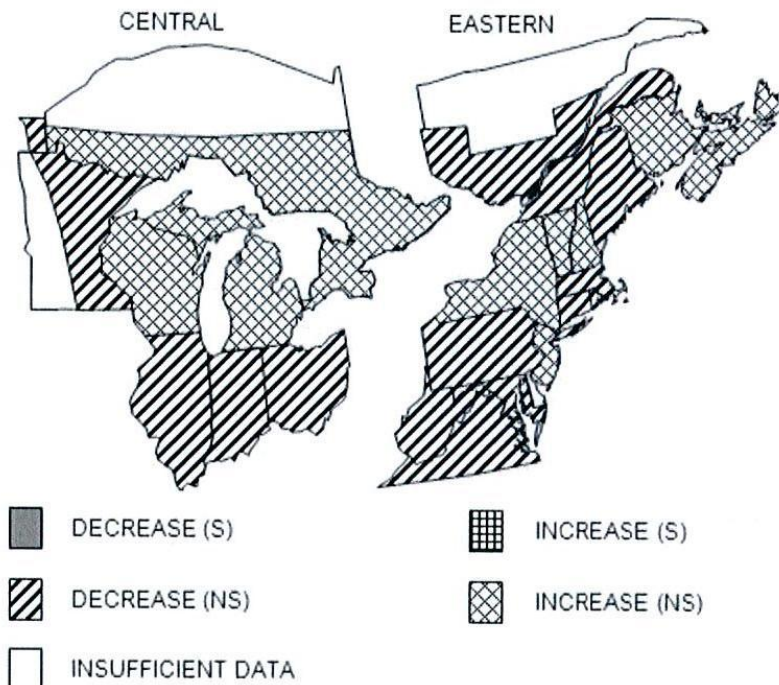 CENTRAL
EASTERN
DECREASE (S)
INCREASE (S)
DECREASE (NS)
INCREASE (NS)
INSUFFICIENT DATA